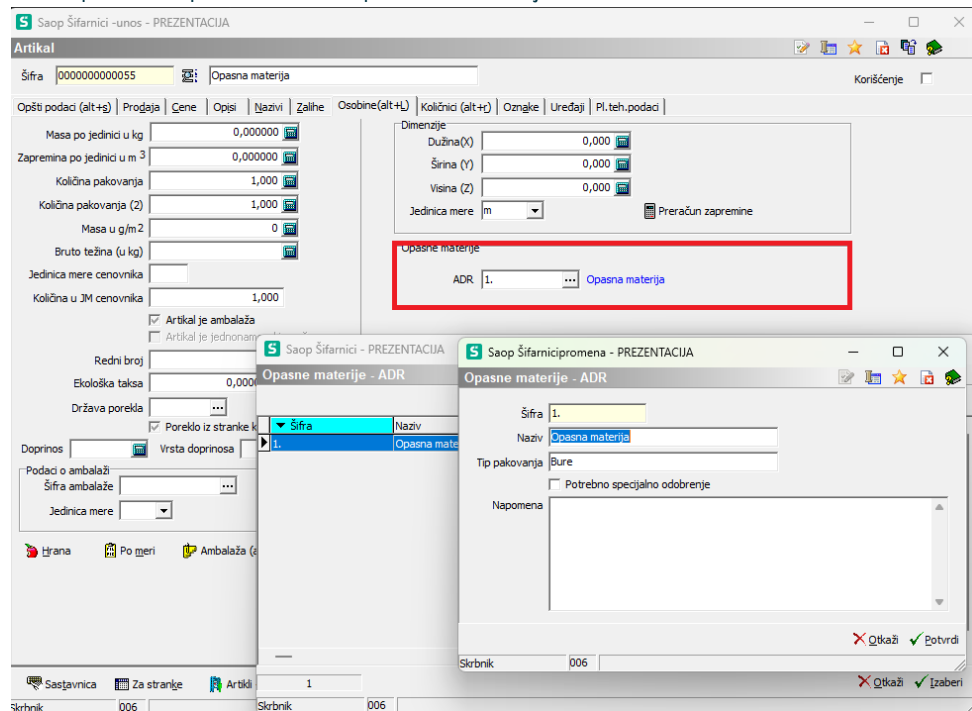 Saop Šifarnici -unos - PREZENTACIJA
Artikal
Šifra 0000000000055 Opasna materija Korišćenje
Opšti podaci (alt+s) Prodaja Cene Opisi Nazivi Zalihe Osobine(alt+L) Količnici (alt+r) Oznake Uređaji Pl.teh.podaci
Masa po jedinici u kg 0,000000
Zapremina po jedinici u m 3 0,000000
Količina pakovanja 1,000
Količina pakovanja (2) 1,000
Masa u g/m2 0
Bruto težina (u kg)
Jedinica mere cenovnika
Količina u JM cenovnika 1,000
Artikal je ambalaža
Artikal je
Redni broj
Ekološka taksa 0,000
Država porekla ...
Poreklo iz stranke k
Doprinos Vrsta doprinosa
Podaci o ambalaži
Šifra ambalaže ...
Jedinica mere
Hrana Po meri Ambalaža (a
Sastavnica Za stranke Artikli
Skrbnik 006
Dimenzije
Dužina(X) 0,000
Širina (Y) 0,000
Visina (Z) 0,000
Jedinica mere m Preračun zapremine
Opasne materije
ADR 1. ... Opasna materija
Saop Šifarnici - PREZENTACIJA
Opasne materije - ADR
Šifra Naziv
1. Opasna mate
1
Otkaži Izaberi
Skrbnik 006
Saop Šifarnicipromena - PREZENTACIJA
Opasne materije - ADR
Šifra 1.
Naziv Opasna materija
Tip pakovanja Bure
Potrebno specijalno odobrenje
Napomena
Otkaži Potvrdi
Skrbnik 006